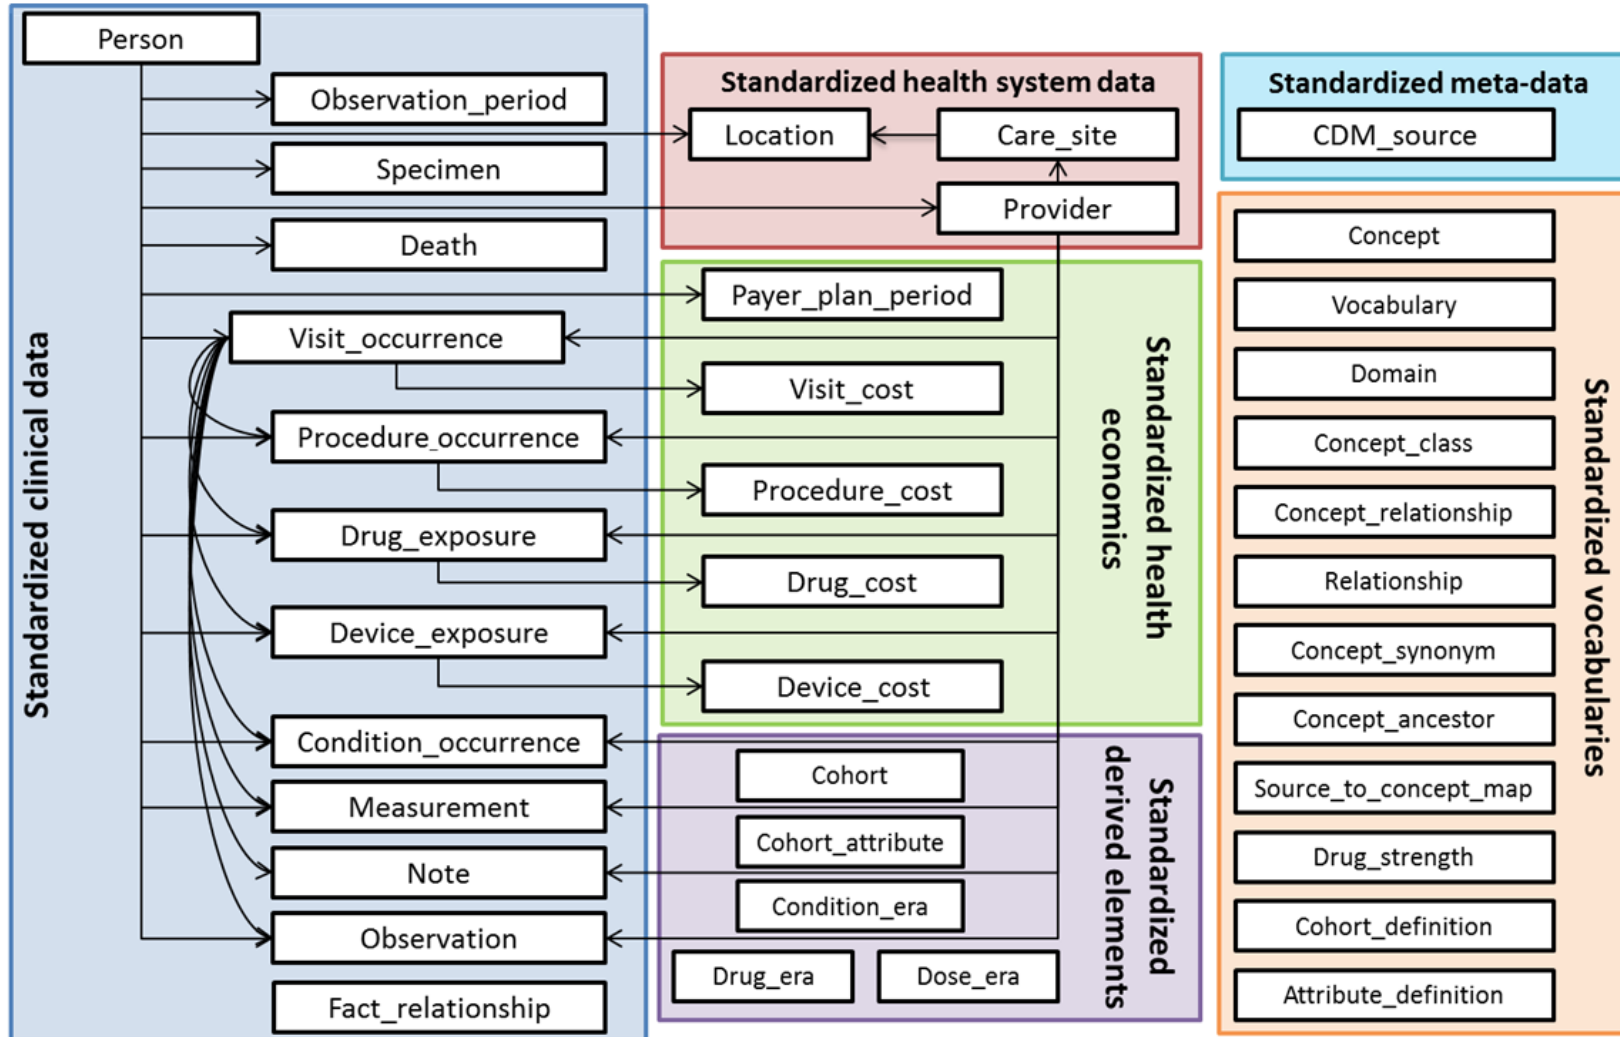 Person
Observation_period
Specimen
Death
Visit_occurrence
Procedure_occurrence
Drug_exposure
Device_exposure
Condition_occurrence
Measurement
Note
Observation
Fact_relationship
Standardized clinical data
Standardized health system data
Location
Care_site
Provider
Payer_plan_period
Visit_cost
Procedure_cost
Drug_cost
Device_cost
Standardized health
economics
Cohort
Cohort_attribute
Condition_era
Drug_era
Dose_era
Standardized
derived elements
Standardized meta-data
CDM_source
Concept
Vocabulary
Domain
Concept_class
Concept_relationship
Relationship
Concept_synonym
Concept_ancestor
Source_to_concept_map
Drug_strength
Cohort_definition
Attribute_definition
Standardized vocabularies